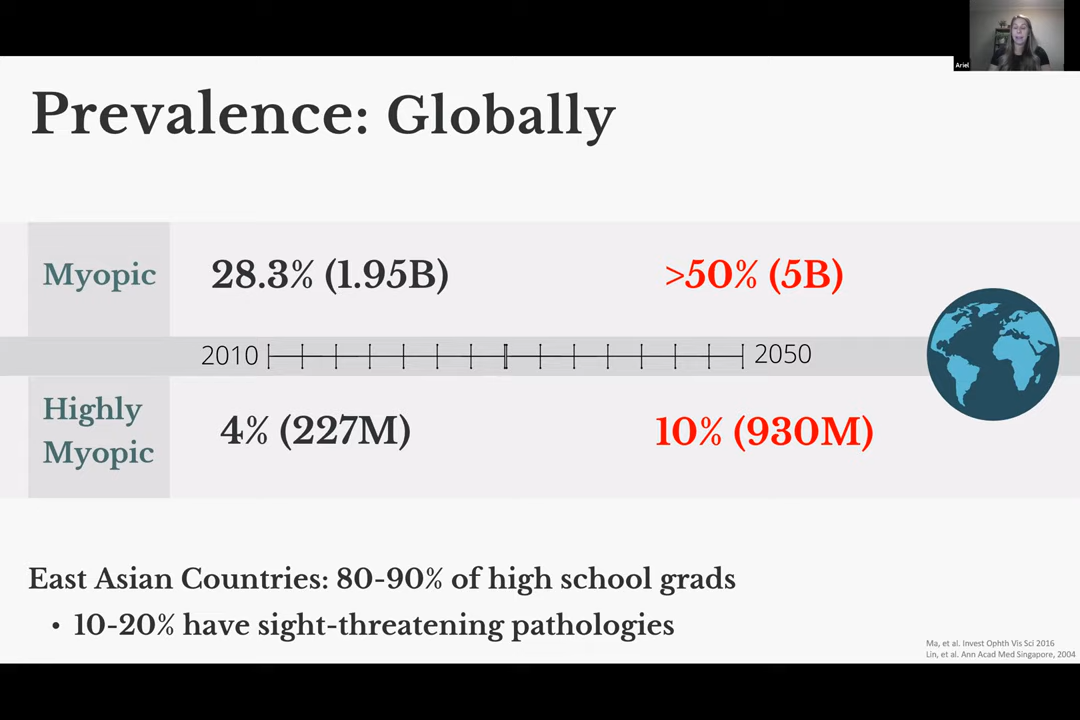 Ariel
Prevalence: Globally
Myopic
28.3% (1.95B)
>50% (5B)
2010
2050
Highly
Myopic
4% (227M)
10% (930M)
East Asian Countries: 80-90% of high school grads
• 10-20% have sight-threatening pathologies
Ma, et al. Invest Ophth Vis Sci 2016
Lin, et al. Ann Acad Med Singapore, 2004